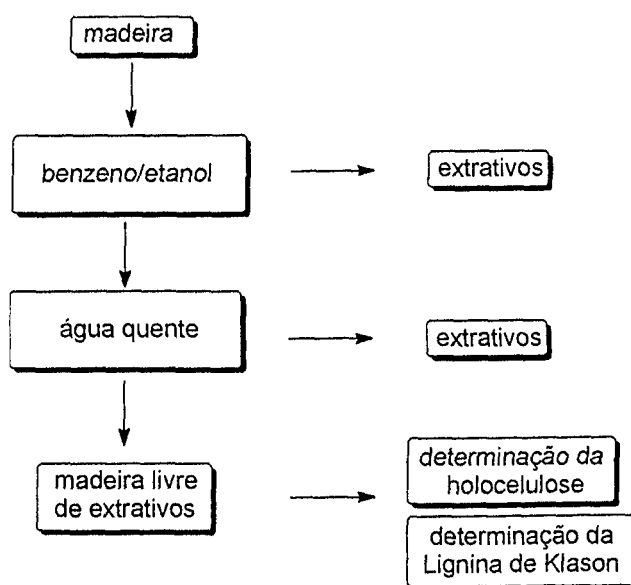 madeira
benzeno/etanol
extrativos
água quente
extrativos
madeira livre
de extrativos
determinação da
holocelulose
determinação da
Lignina de Klason